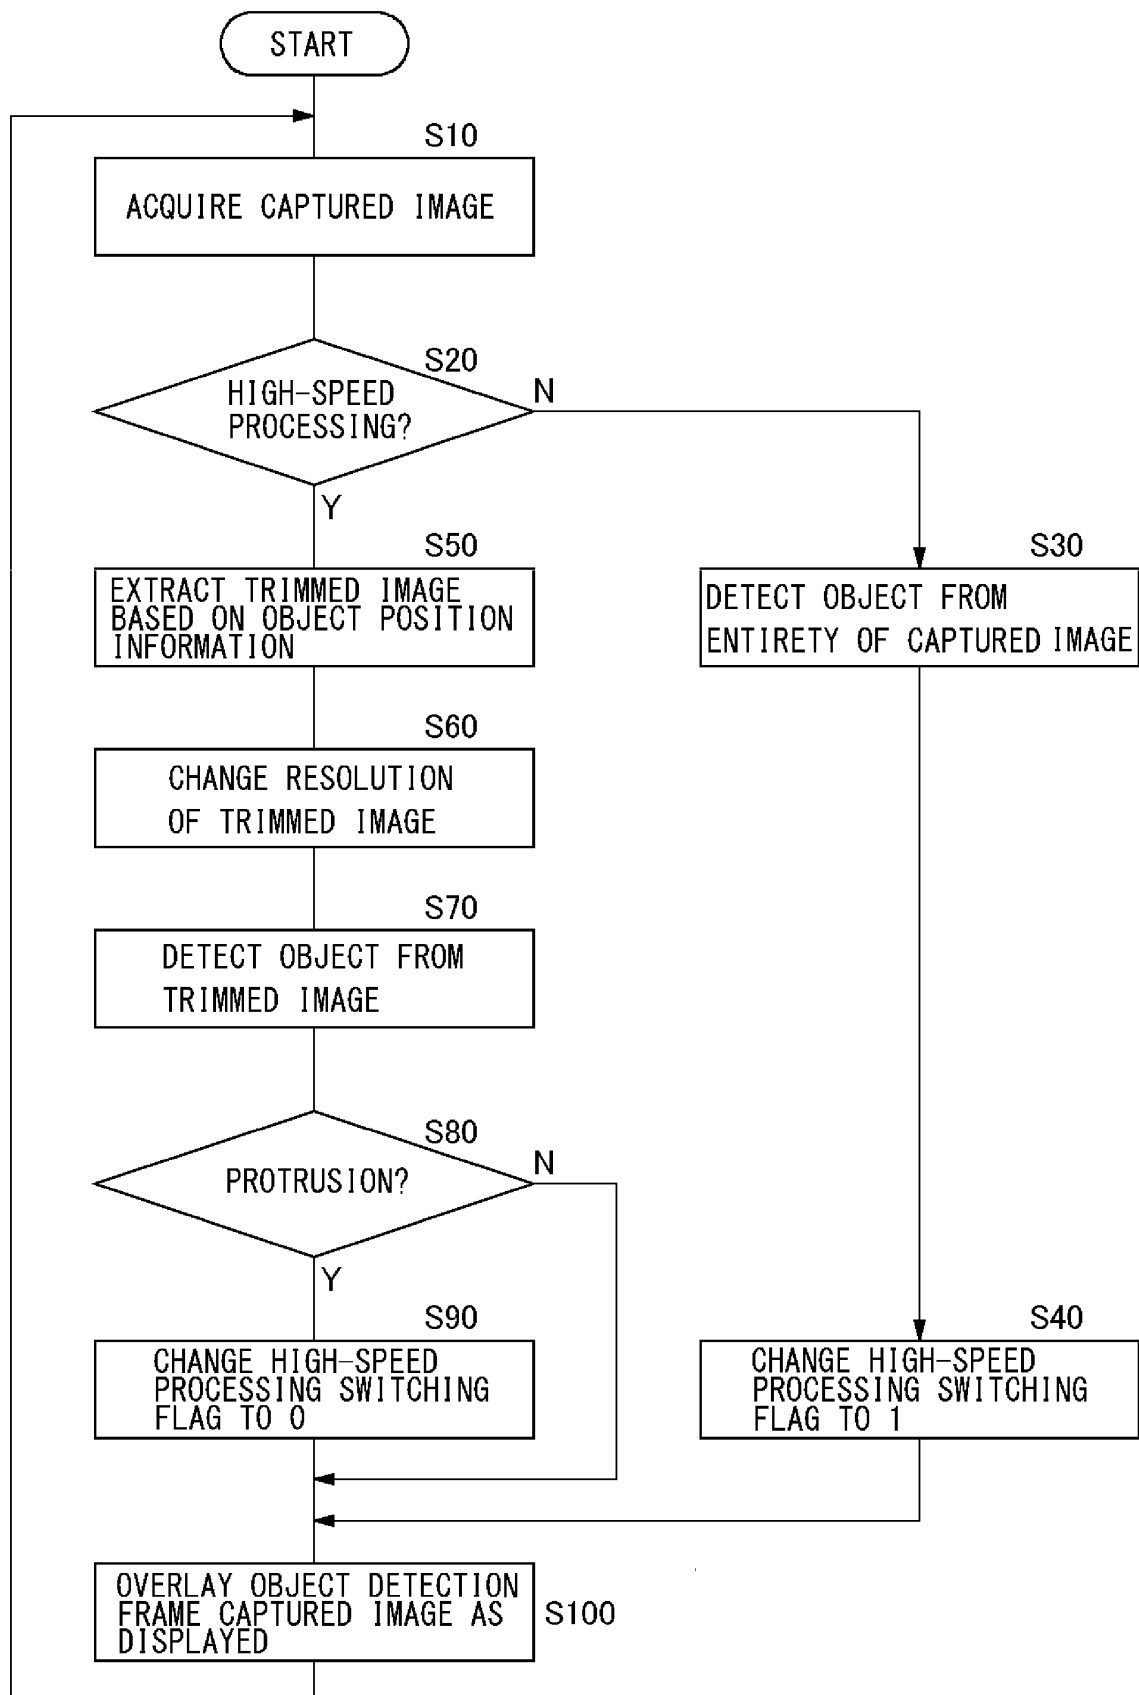 START
S10
ACQUIRE CAPTURED IMAGE
S20
HIGH-SPEED
PROCESSING?
N
Y
S50
EXTRACT TRIMMED IMAGE
BASED ON OBJECT POSITION
INFORMATION
S30
DETECT OBJECT FROM
ENTIRETY OF CAPTURED IMAGE
S60
CHANGE RESOLUTION
OF TRIMMED IMAGE
S70
DETECT OBJECT FROM
TRIMMED IMAGE
S80
PROTRUSION?
N
Y
S90
CHANGE HIGH-SPEED
PROCESSING SWITCHING
FLAG TO 0
S40
CHANGE HIGH-SPEED
PROCESSING SWITCHING
FLAG TO 1
OVERLAY OBJECT DETECTION
FRAME CAPTURED IMAGE AS
DISPLAYED
S100